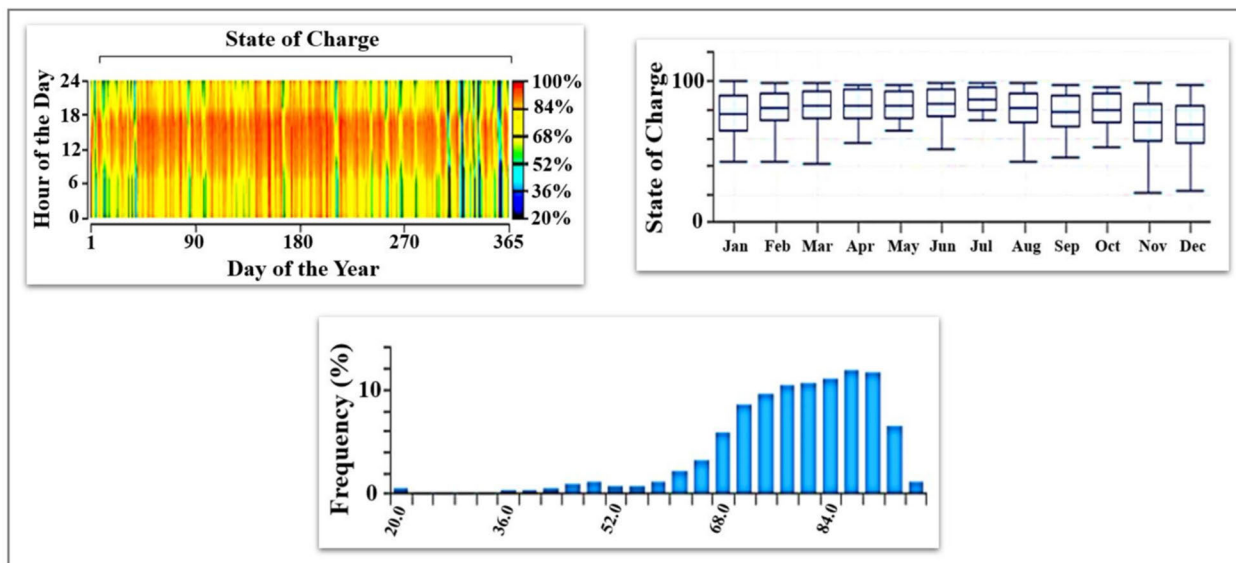 State of Charge
Hour of the Day
24
18
12
6
0
1 90 180 270 365
Day of the Year
100%
84%
68%
52%
36%
20%
State of Charge
100
0
Jan Feb Mar Apr May Jun Jul Aug Sep Oct Nov Dec
Frequency (%)
10
0
20.0 36.0 52.0 68.0 84.0